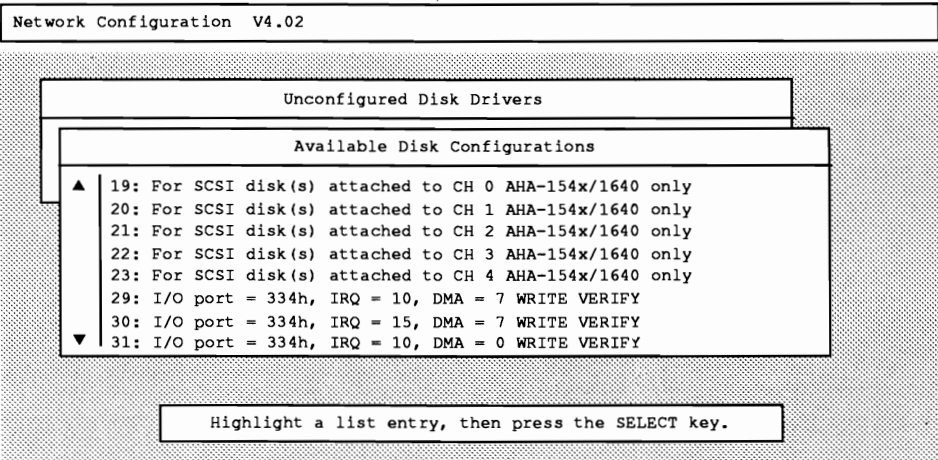 Network Configuration V4.02
Unconfigured Disk Drivers
Available Disk Configurations
19: For SCSI disk(s) attached to CH 0 AHA-154x/1640 only
20: For SCSI disk(s) attached to CH 1 AHA-154x/1640 only
21: For SCSI disk(s) attached to CH 2 AHA-154x/1640 only
22: For SCSI disk(s) attached to CH 3 AHA-154x/1640 only
23: For SCSI disk(s) attached to CH 4 AHA-154x/1640 only
29: I/O port = 334h, IRQ = 10, DMA = 7 WRITE VERIFY
30: I/O port = 334h, IRQ = 15, DMA = 7 WRITE VERIFY
31: I/O port = 334h, IRQ = 10, DMA = 0 WRITE VERIFY
Highlight a list entry, then press the SELECT key.